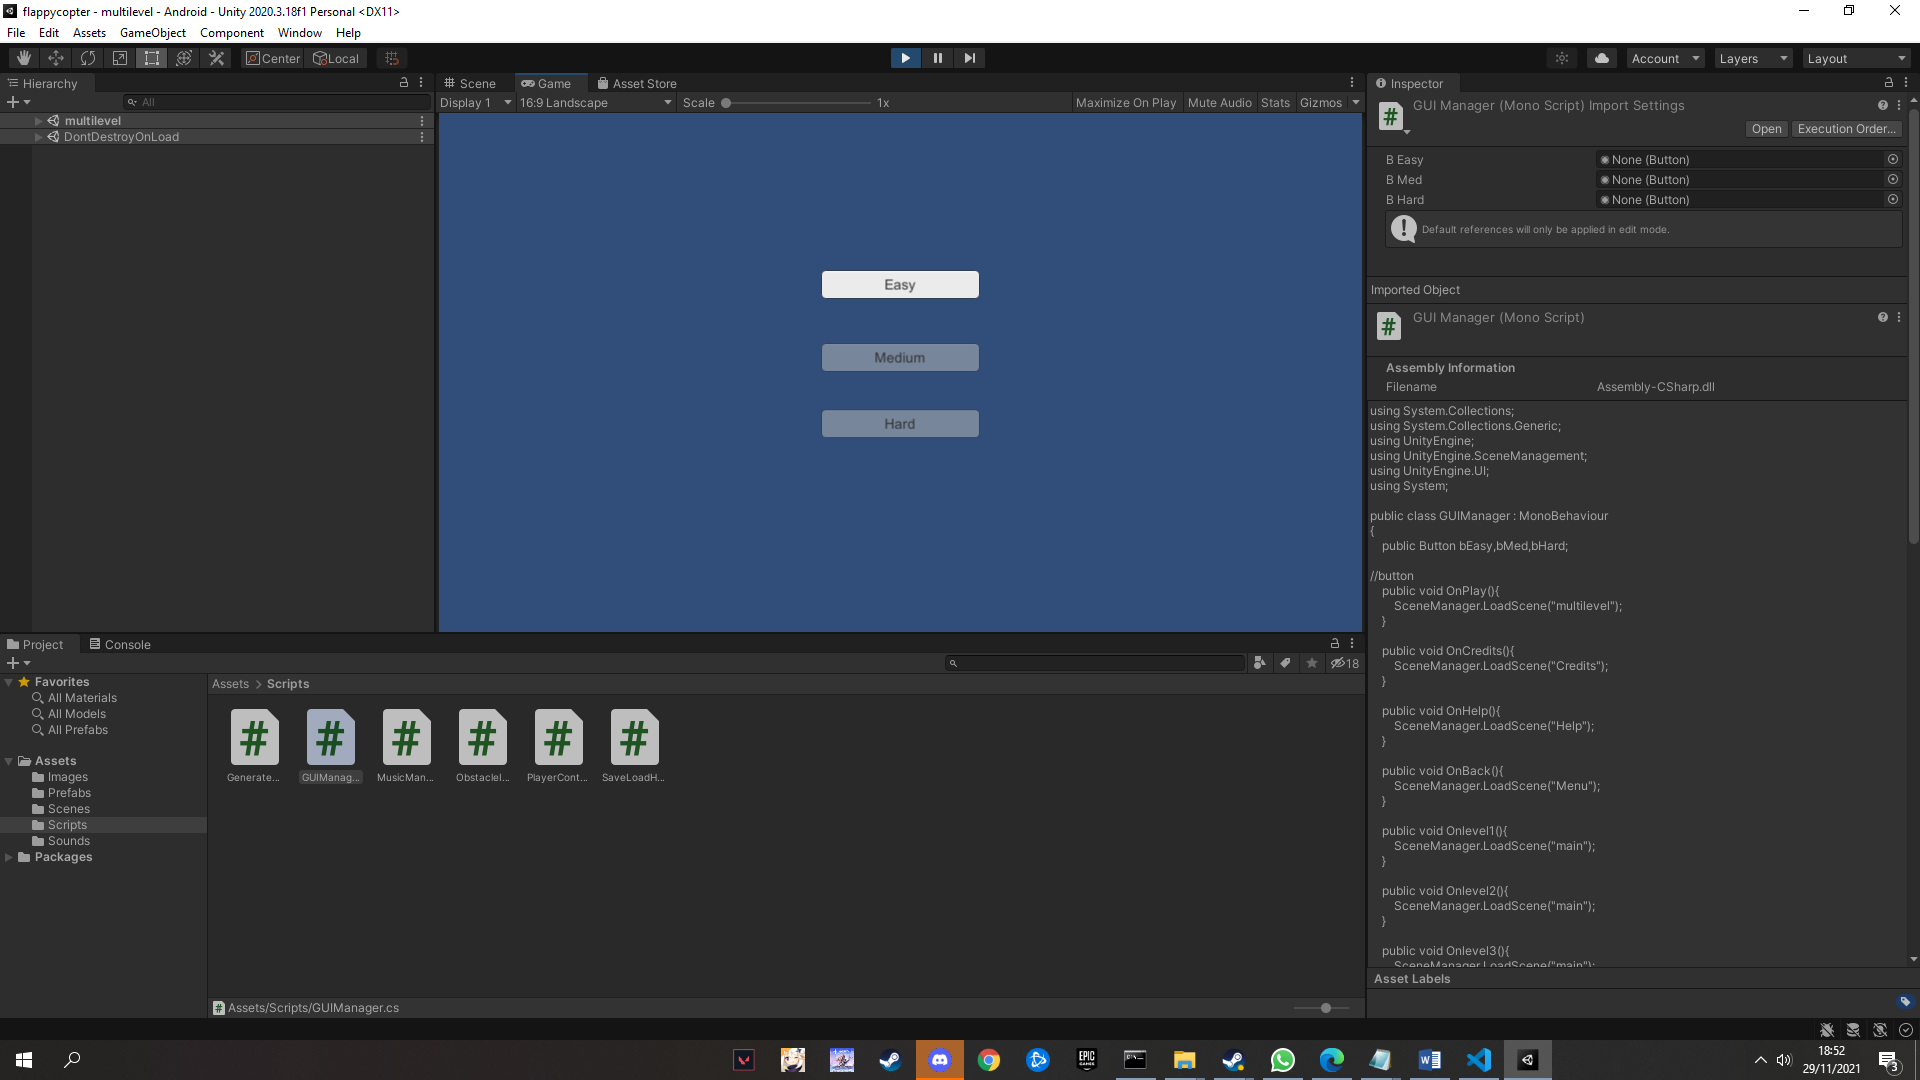 flappycopter - multilevel - Android - Unity 2020.3.18f1 Personal <DX11>
File Edit Assets GameObject Component Window Help
Center Local
Account Layers Layout
Hierarchy
All
multilevel
DontDestroyOnLoad
Scene Game Asset Store
Display 1 16:9 Landscape Scale 1x Maximize On Play Mute Audio Stats Gizmos
Easy
Medium
Hard
Inspector
GUI Manager (Mono Script) Import Settings
Open Execution Order...
B Easy None (Button)
B Med None (Button)
B Hard None (Button)
Default references will only be applied in edit mode.
Imported Object
GUI Manager (Mono Script)
Assembly Information
Filename Assembly-CSharp.dll
using System.Collections;
using System.Collections.Generic;
using UnityEngine;
using UnityEngine.SceneManagement;
using UnityEngine.UI;
using System;
public class GUIManager : MonoBehaviour
{
public Button bEasy,bMed,bHard;
//button
public void OnPlay(){
SceneManager.LoadScene("multilevel");
}
public void OnCredits(){
SceneManager.LoadScene("Credits");
}
public void OnHelp(){
SceneManager.LoadScene("Help");
}
public void OnBack(){
SceneManager.LoadScene("Menu");
}
public void Onlevel1(){
SceneManager.LoadScene("main");
}
public void Onlevel2(){
SceneManager.LoadScene("main");
}
public void Onlevel3(){
SceneManager.LoadScene("main");
Asset Labels
Project Console
18
Favorites
All Materials
All Models
All Prefabs
Assets
Images
Prefabs
Scenes
Scripts
Sounds
Packages
Assets > Scripts
Generate... GUIManag... MusicMan... ObstacleI... PlayerCont... SaveLoadH...
Assets/Scripts/GUIManager.cs
EPIC
GAMES
18:52
29/11/2021
3